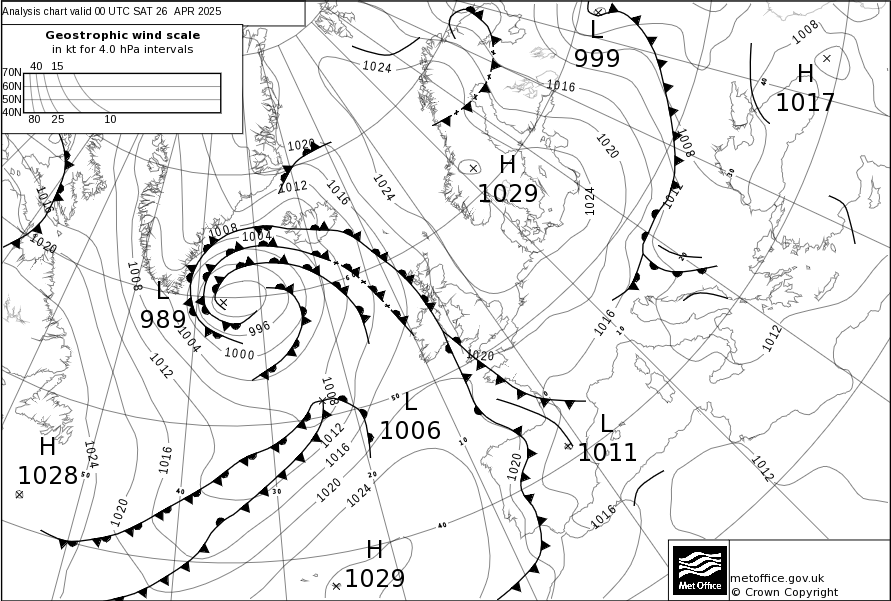 Analysis chart valid 00 UTC SAT 26 APR 2025
Geostrophic wind scale
in kt for 4.0 hPa intervals
40 15
70N
60N
50N
40N
80 25 10
L
999
1008
H
1017
1024
1016
40
1020
1008
1020
H
1029
30
1012
1016
1024
1024
1012
1016
1008
1004
1020
20
1008
L
989
996
1004
1000
1016
10
1012
1020
1012
1008
50
0
L
1006
L
1011
1012
1016
10
H
1028
1024
50
1016
1020
1012
20
40
30
1020
1024
1020
1016
40
H
1029
Met Office
metoffice.gov.uk
© Crown Copyright